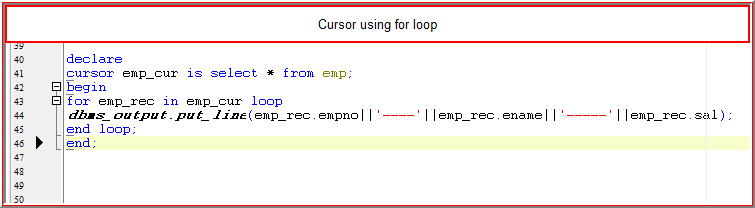 Cursor using for loop
39
40 declare
41 cursor emp_cur is select * from emp;
42 begin
43 for emp_rec in emp_cur loop
44 dbms_output.put_line(emp_rec.empno||'----'||emp_rec.ename||'-----'||emp_rec.sal);
45 end loop;
46 end;
47
48
49
50